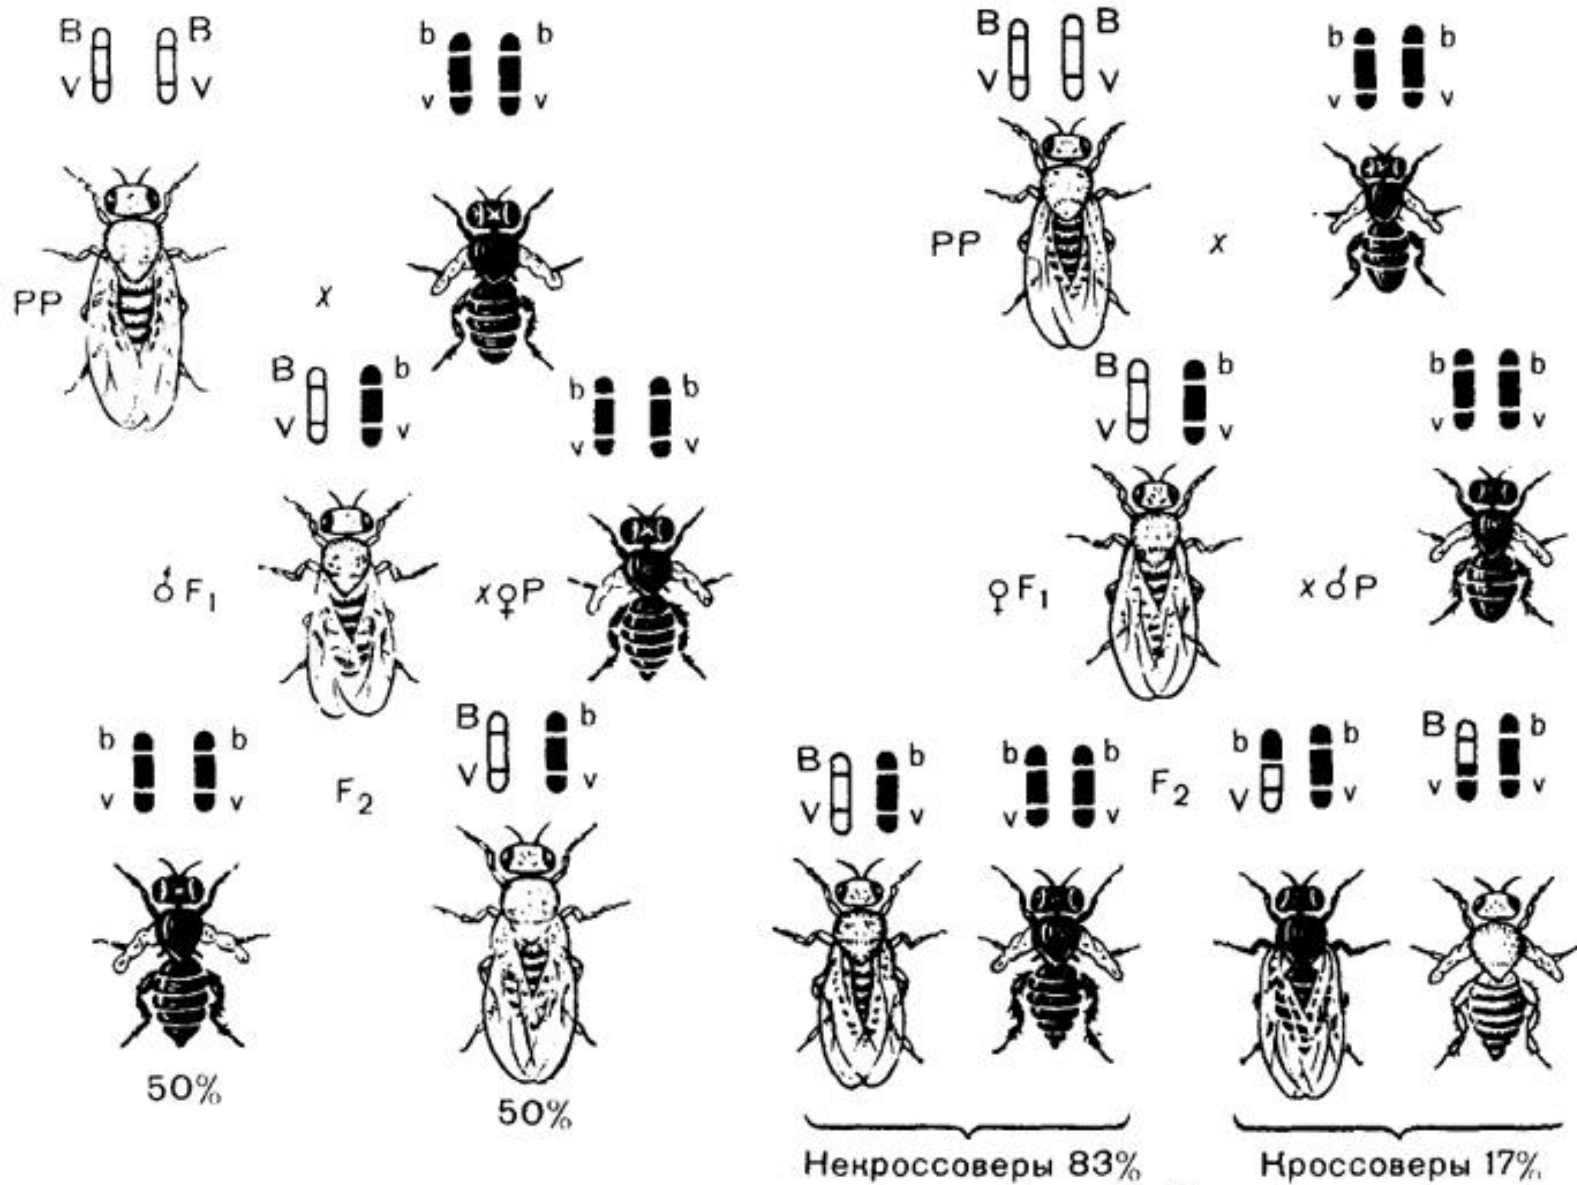 B B b b
V V v v
PP x
B b b b
V v v v
♂ F₁ x♀P
b b B b
v v V v
F₂
50%
50%
B B b b
V V v v
PP x
B b b b
V v v v
♀ F₁ x♂P
B b b b b b B b
V v v v V v v v
F₂
Некроссоверы 83% Кроссоверы 17%